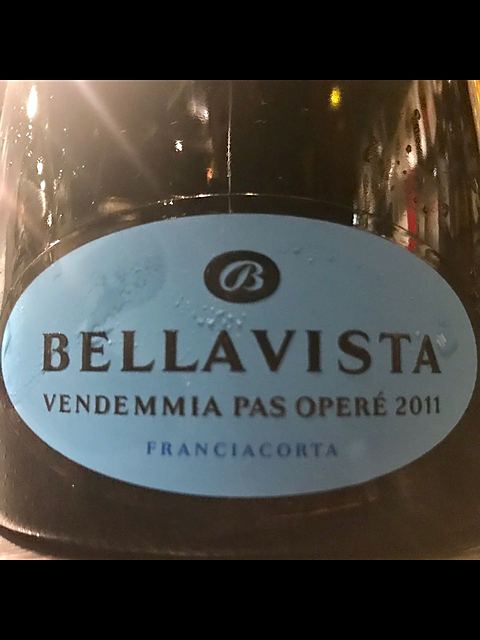 B
BELLAVISTA
VENDEMMIA PAS OPERÉ 2011
FRANCIACORTA